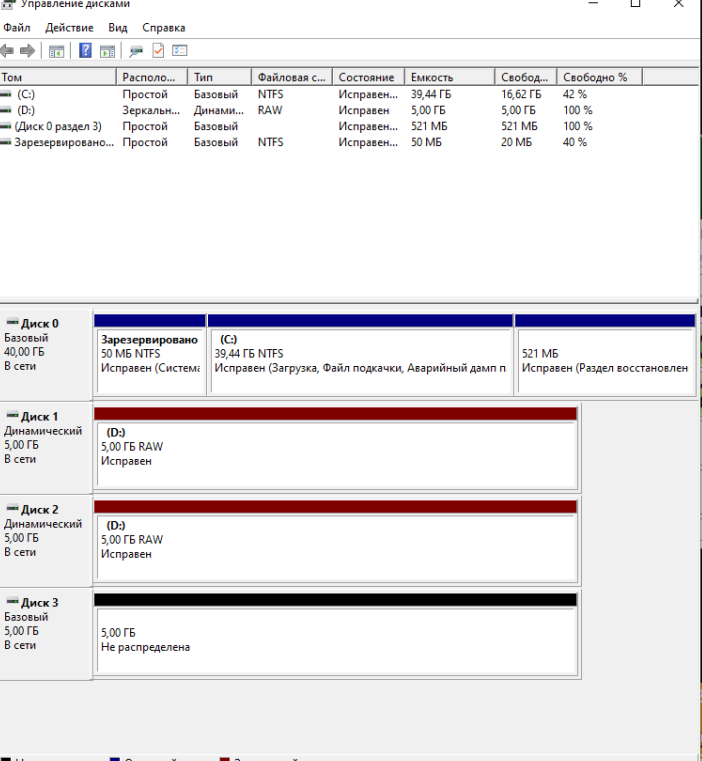 Управление дисками
Файл Действие Вид Справка
Том Располо... Тип Файловая с... Состояние Емкость Свобод... Свободно %
(C:) Простой Базовый NTFS Исправен... 39,44 ГБ 16,62 ГБ 42 %
(D:) Зеркальн... Динами... RAW Исправен 5,00 ГБ 5,00 ГБ 100 %
(Диск 0 раздел 3) Простой Базовый Исправен... 521 МБ 521 МБ 100 %
Зарезервировано... Простой Базовый NTFS Исправен... 50 МБ 20 МБ 40 %
Диск 0
Базовый
40,00 ГБ
В сети
Зарезервировано
50 МБ NTFS
Исправен (Система
(C:)
39,44 ГБ NTFS
Исправен (Загрузка, Файл подкачки, Аварийный дамп п
521 МБ
Исправен (Раздел восстановлен
Диск 1
Динамический
5,00 ГБ
В сети
(D:)
5,00 ГБ RAW
Исправен
Диск 2
Динамический
5,00 ГБ
В сети
(D:)
5,00 ГБ RAW
Исправен
Диск 3
Базовый
5,00 ГБ
В сети
5,00 ГБ
Не распределена